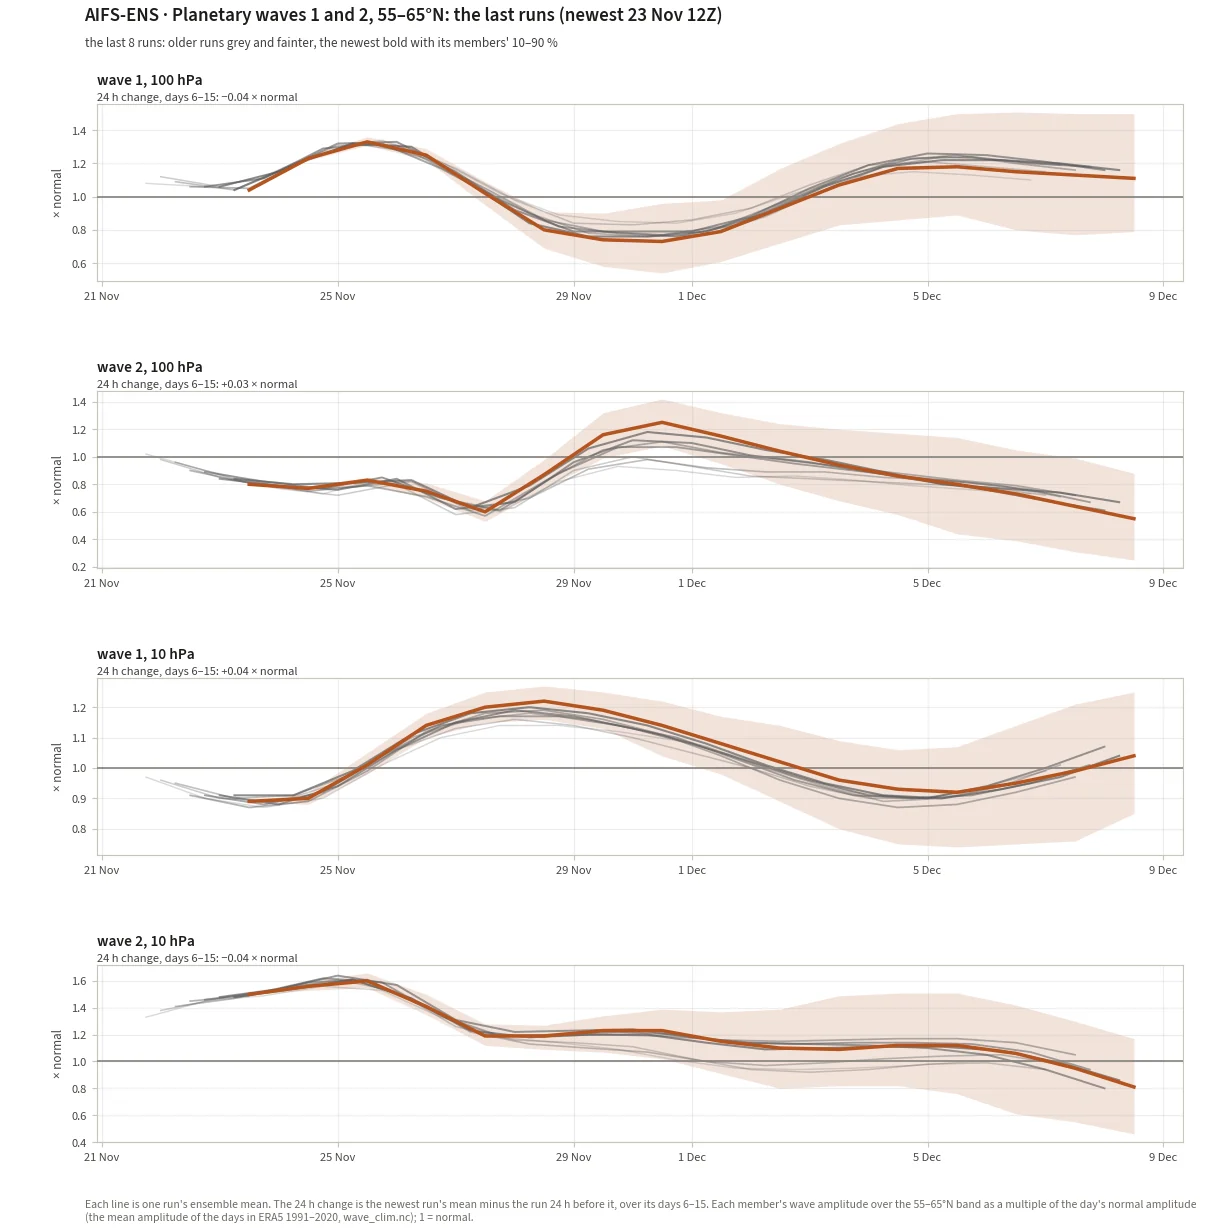 AIFS-ENS · Planetary waves 1 and 2, 55–65°N: the last runs (newest 23 Nov 12Z)
the last 8 runs: older runs grey and fainter, the newest bold with its members' 10–90 %
wave 1, 100 hPa
24 h change, days 6–15: −0.04 × normal
1.4
1.2
1.0
0.8
0.6
× normal
21 Nov 25 Nov 29 Nov 1 Dec 5 Dec 9 Dec
wave 2, 100 hPa
24 h change, days 6–15: +0.03 × normal
1.4
1.2
1.0
0.8
0.6
0.4
0.2
× normal
21 Nov 25 Nov 29 Nov 1 Dec 5 Dec 9 Dec
wave 1, 10 hPa
24 h change, days 6–15: +0.04 × normal
1.2
1.1
1.0
0.9
0.8
× normal
21 Nov 25 Nov 29 Nov 1 Dec 5 Dec 9 Dec
wave 2, 10 hPa
24 h change, days 6–15: −0.04 × normal
1.6
1.4
1.2
1.0
0.8
0.6
0.4
× normal
21 Nov 25 Nov 29 Nov 1 Dec 5 Dec 9 Dec
Each line is one run's ensemble mean. The 24 h change is the newest run's mean minus the run 24 h before it, over its days 6–15. Each member's wave amplitude over the 55–65°N band as a multiple of the day's normal amplitude
(the mean amplitude of the days in ERA5 1991–2020, wave_clim.nc); 1 = normal.